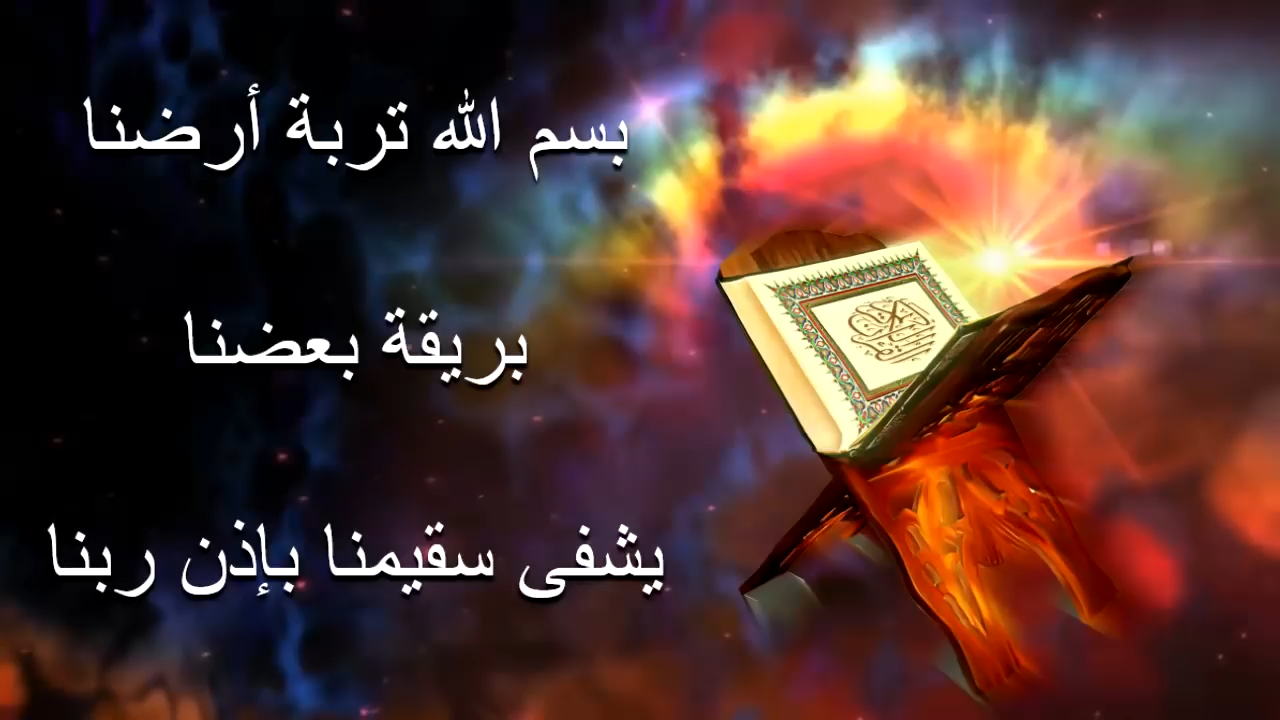 بسم الله تربة أرضنا
بريقة بعضنا
يشفى سقيمنا بإذن ربنا